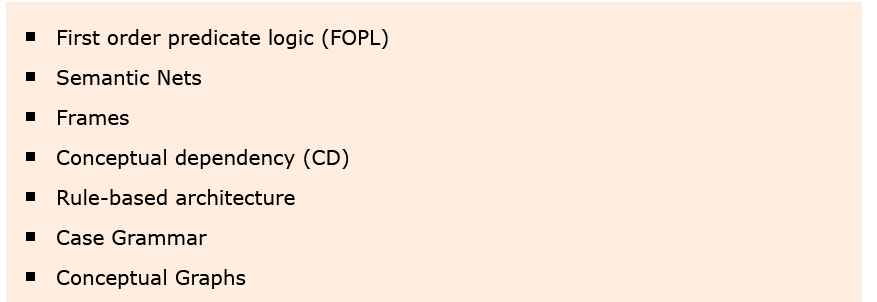 ▪ First order predicate logic (FOPL)
▪ Semantic Nets
▪ Frames
▪ Conceptual dependency (CD)
▪ Rule-based architecture
▪ Case Grammar
▪ Conceptual Graphs